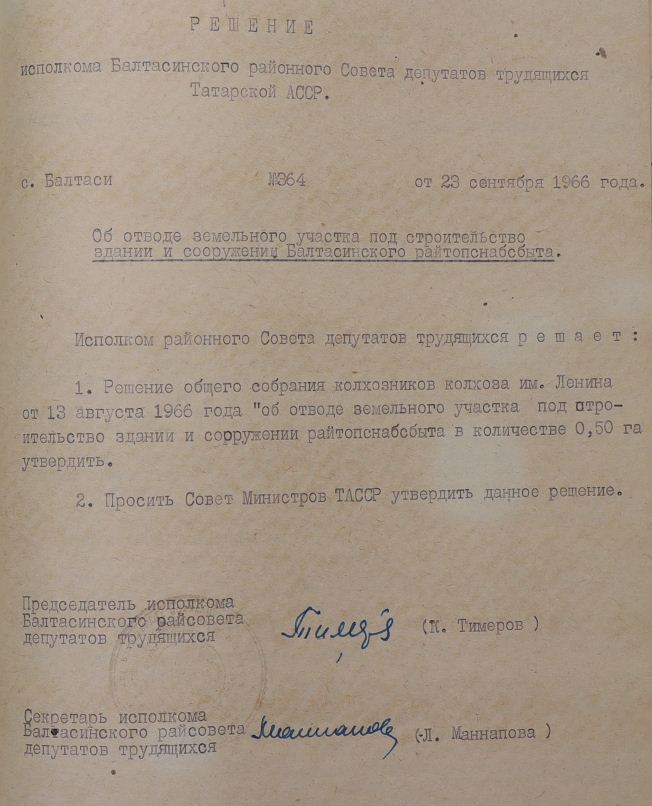 РЕШЕНИЕ
исполкома Балтасинского районного Совета депутатов трудящихся
Татарской АССР.
с. Балтаси №364 от 23 сентября 1966 года.
Об отводе земельного участка под строительство
здании и сооружении Балтасинского райтопснабсбыта.
Исполком районного Совета депутатов трудящихся р е ш а е т :
1. Решение общего собрания колхозников колхоза им. Ленина
от 13 августа 1966 года "об отводе земельного участка под стро-
ительство здании и соrружении райтопснабсбыта в количестве 0,50 га
утвердить.
2. Просить Совет Министров ТАССР утвердить данное решение.
Председатель исполкома
Балтасинского райсовета
депутатов трудящихся
(К. Тимеров )
Секретарь исполкома
Балтасинского райсовета
депутатов трудящихся
(Л. Маннапова )